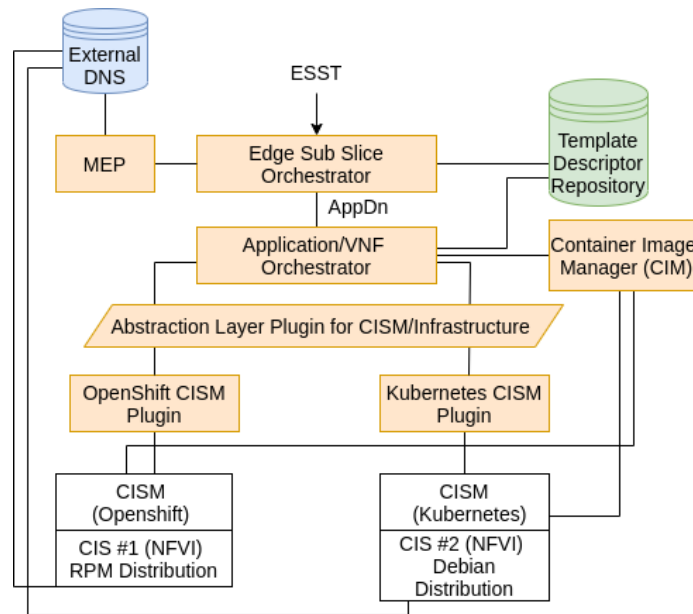 External
DNS
ESST
MEP
Edge Sub Slice
Orchestrator
Template
Descriptor
Repository
AppDn
Application/VNF
Orchestrator
Container Image
Manager (CIM)
Abstraction Layer Plugin for CISM/Infrastructure
OpenShift CISM
Plugin
Kubernetes CISM
Plugin
CISM
(Openshift)
CIS #1 (NFVI)
RPM Distribution
CISM
(Kubernetes)
CIS #2 (NFVI)
Debian
Distribution